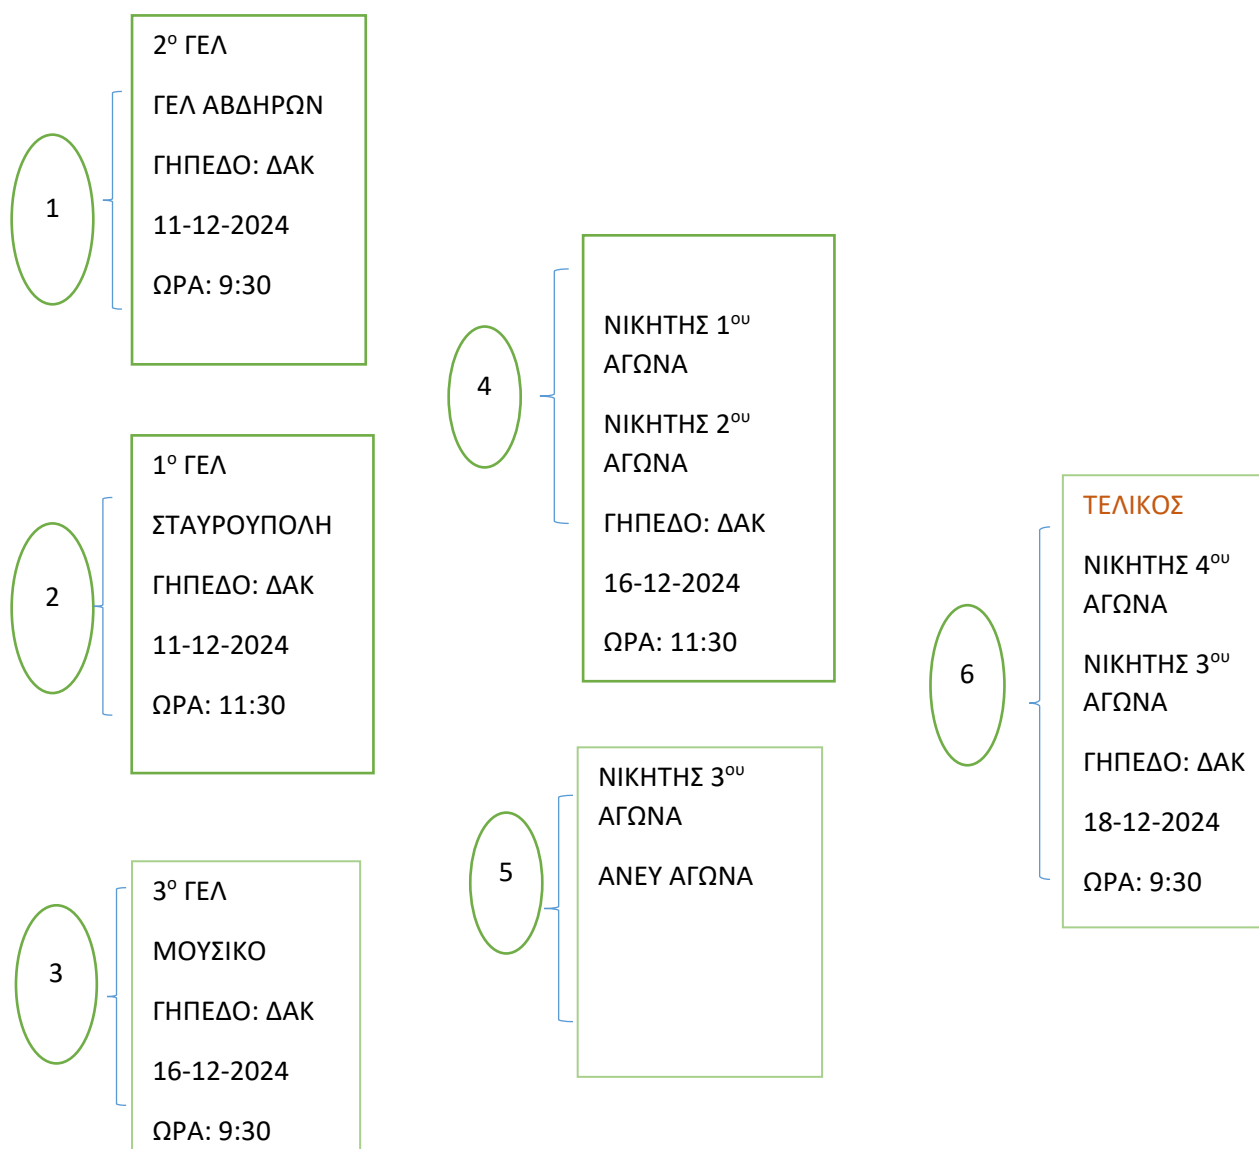 1
2ο ΓΕΛ
ΓΕΛ ΑΒΔΗΡΩΝ
ΓΗΠΕΔΟ: ΔΑΚ
11-12-2024
ΩΡΑ: 9:30
2
1ο ΓΕΛ
ΣΤΑΥΡΟΥΠΟΛΗ
ΓΗΠΕΔΟ: ΔΑΚ
11-12-2024
ΩΡΑ: 11:30
3
3ο ΓΕΛ
ΜΟΥΣΙΚΟ
ΓΗΠΕΔΟ: ΔΑΚ
16-12-2024
ΩΡΑ: 9:30
4
ΝΙΚΗΤΗΣ 1ου
ΑΓΩΝΑ
ΝΙΚΗΤΗΣ 2ου
ΑΓΩΝΑ
ΓΗΠΕΔΟ: ΔΑΚ
16-12-2024
ΩΡΑ: 11:30
5
ΝΙΚΗΤΗΣ 3ου
ΑΓΩΝΑ
ΑΝΕΥ ΑΓΩΝΑ
6
ΤΕΛΙΚΟΣ
ΝΙΚΗΤΗΣ 4ου
ΑΓΩΝΑ
ΝΙΚΗΤΗΣ 3ου
ΑΓΩΝΑ
ΓΗΠΕΔΟ: ΔΑΚ
18-12-2024
ΩΡΑ: 9:30